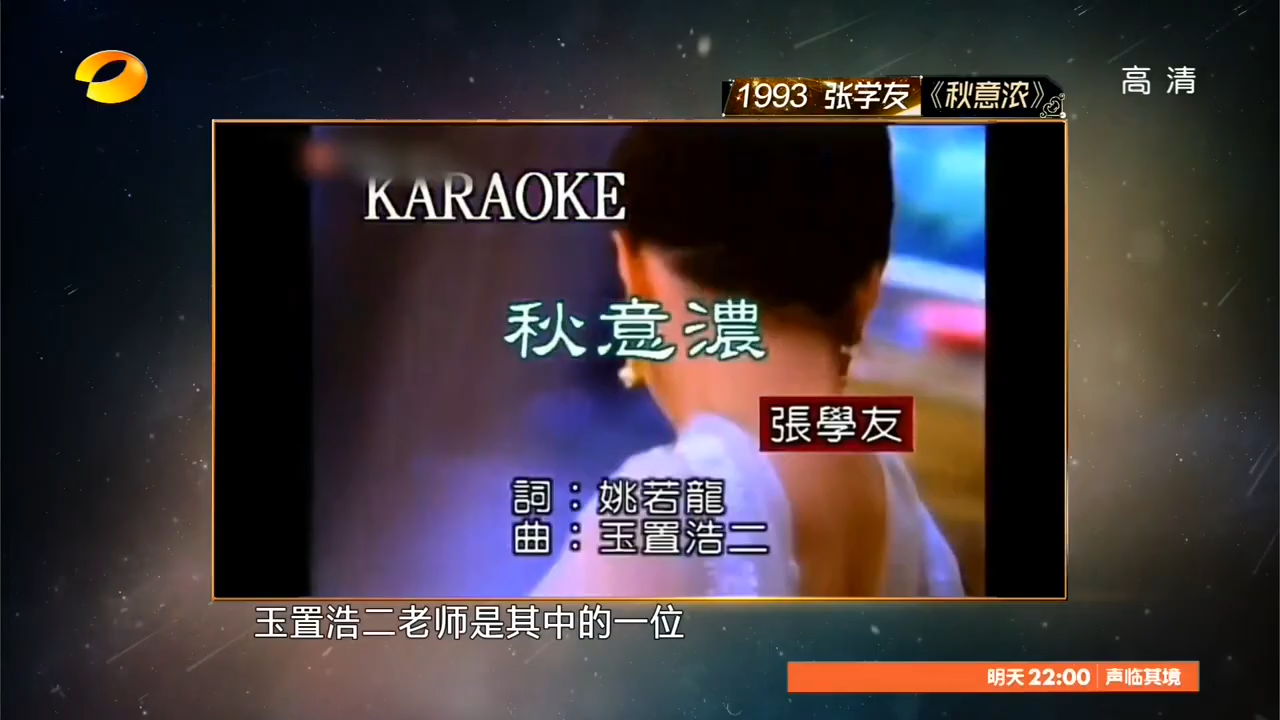 高清
1993 张学友《秋意浓》
KARAOKE
秋意濃
張學友
詞：姚若龍
曲：玉置浩二
玉置浩二老师是其中的一位
明天22:00 声临其境